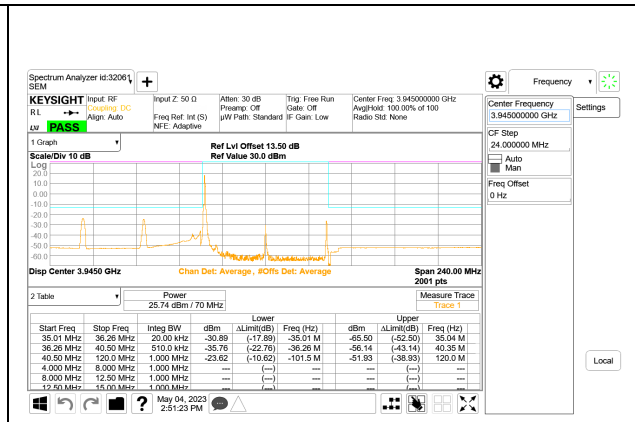 Spectrum Analyzer id:32061
SEM
Frequency
KEYSIGHT
R L
LXI
PASS
Input: RF
Coupling: DC
Align: Auto
Input Z: 50 Ω
Freq Ref: Int (S)
NFE: Adaptive
Atten: 30 dB
Preamp: Off
µW Path: Standard
Trig: Free Run
Gate: Off
IF Gain: Low
Center Freq: 3.945000000 GHz
Avg|Hold: 100.00% of 100
Radio Std: None
Center Frequency
3.945000000 GHz
Settings
CF Step
24.000000 MHz
Auto
Man
Freq Offset
0 Hz
Local
1 Graph
Scale/Div 10 dB
Ref Lvl Offset 13.50 dB
Ref Value 30.0 dBm
Log
20.0
10.0
0.00
-10.0
-20.0
-30.0
-40.0
-50.0
-60.0
Disp Center 3.9450 GHz
Chan Det: Average, #Offs Det: Average
Span 240.00 MHz
2001 pts
2 Table
Power
25.74 dBm / 70 MHz
Measure Trace
Trace 1
Lower Upper
Start Freq Stop Freq Integ BW dBm ΔLimit(dB) Freq (Hz) dBm ΔLimit(dB) Freq (Hz)
35.01 MHz 36.26 MHz 20.00 kHz -30.89 (-17.89) -35.01 M -65.50 (-52.50) 35.04 M
36.26 MHz 40.50 MHz 510.0 kHz -35.76 (-22.76) -36.26 M -56.14 (-43.14) 40.35 M
40.50 MHz 120.0 MHz 1.000 MHz -23.62 (-10.62) -101.5 M -51.93 (-38.93) 120.0 M
4.000 MHz 8.000 MHz 1.000 MHz --- (---) --- --- (---) ---
8.000 MHz 12.50 MHz 1.000 MHz --- (---) --- --- (---) ---
12.50 MHz 15.00 MHz 1.000 MHz --- (---) --- --- (---) ---
?
May 04, 2023
2:51:23 PM